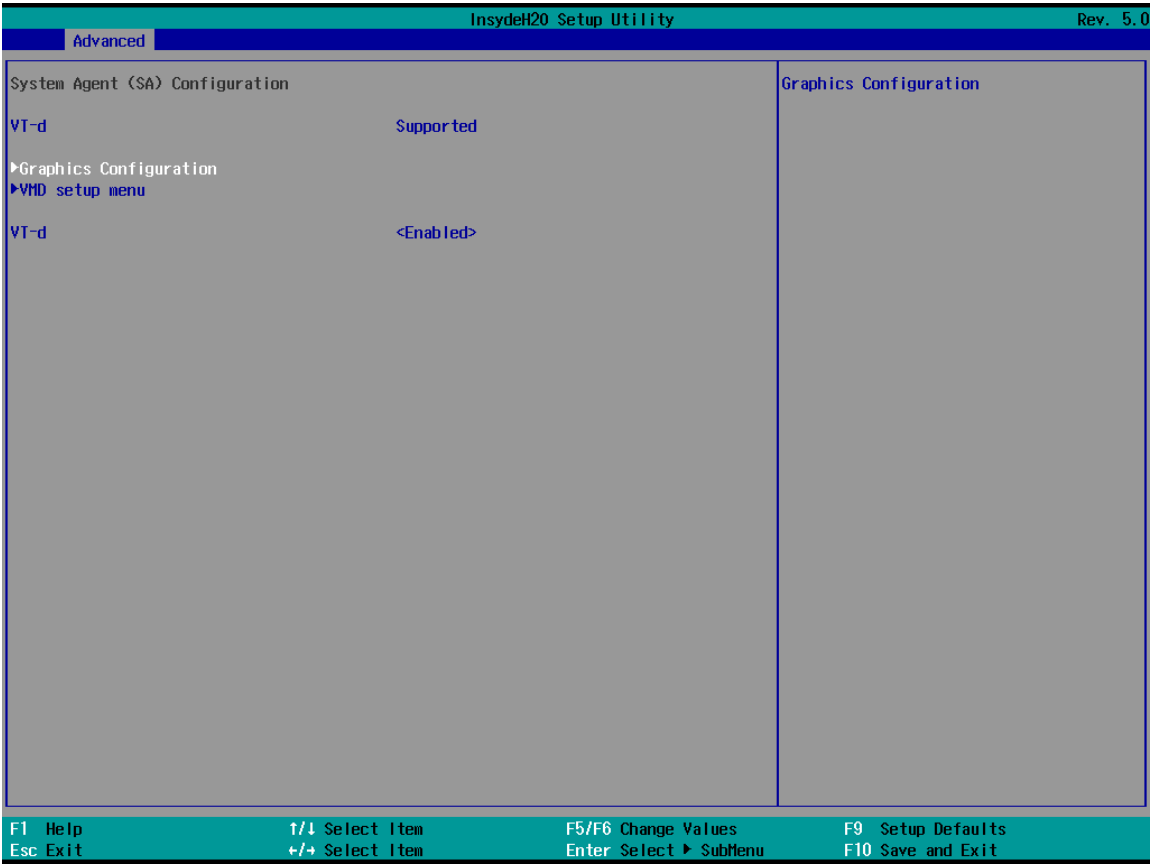 InsydeH20 Setup Utility Rev. 5.0
Advanced
System Agent (SA) Configuration
Graphics Configuration
VT-d Supported
▶Graphics Configuration
▶VMD setup menu
VT-d <Enabled>
F1 Help ↑/↓ Select Item F5/F6 Change Values F9 Setup Defaults
Esc Exit ←/→ Select Item Enter Select ▶ SubMenu F10 Save and Exit